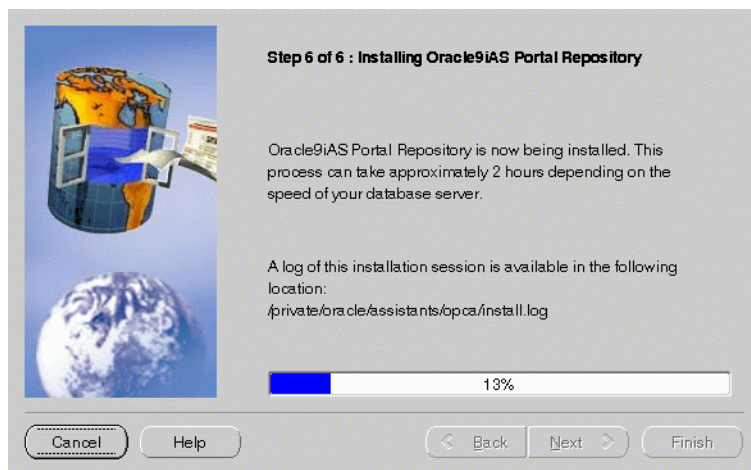 Step 6 of 6 : Installing Oracle9iAS Portal Repository
Oracle9iAS Portal Repository is now being installed. This
process can take approximately 2 hours depending on the
speed of your database server.
A log of this installation session is available in the following
location:
/private/oracle/assistants/opca/install.log
13%
Cancel
Help
Back
Next
Finish